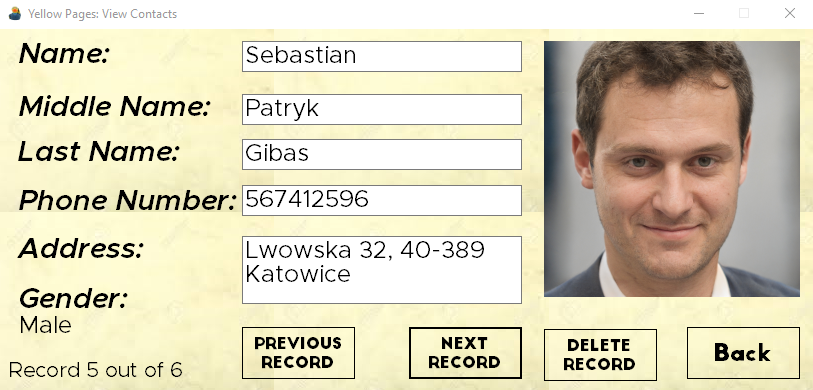 Yellow Pages: View Contacts
Name: Sebastian
Middle Name: Patryk
Last Name: Gibas
Phone Number: 567412596
Address: Lwowska 32, 40-389
Katowice
Gender:
Male
PREVIOUS
RECORD
NEXT
RECORD
DELETE
RECORD
Back
Record 5 out of 6